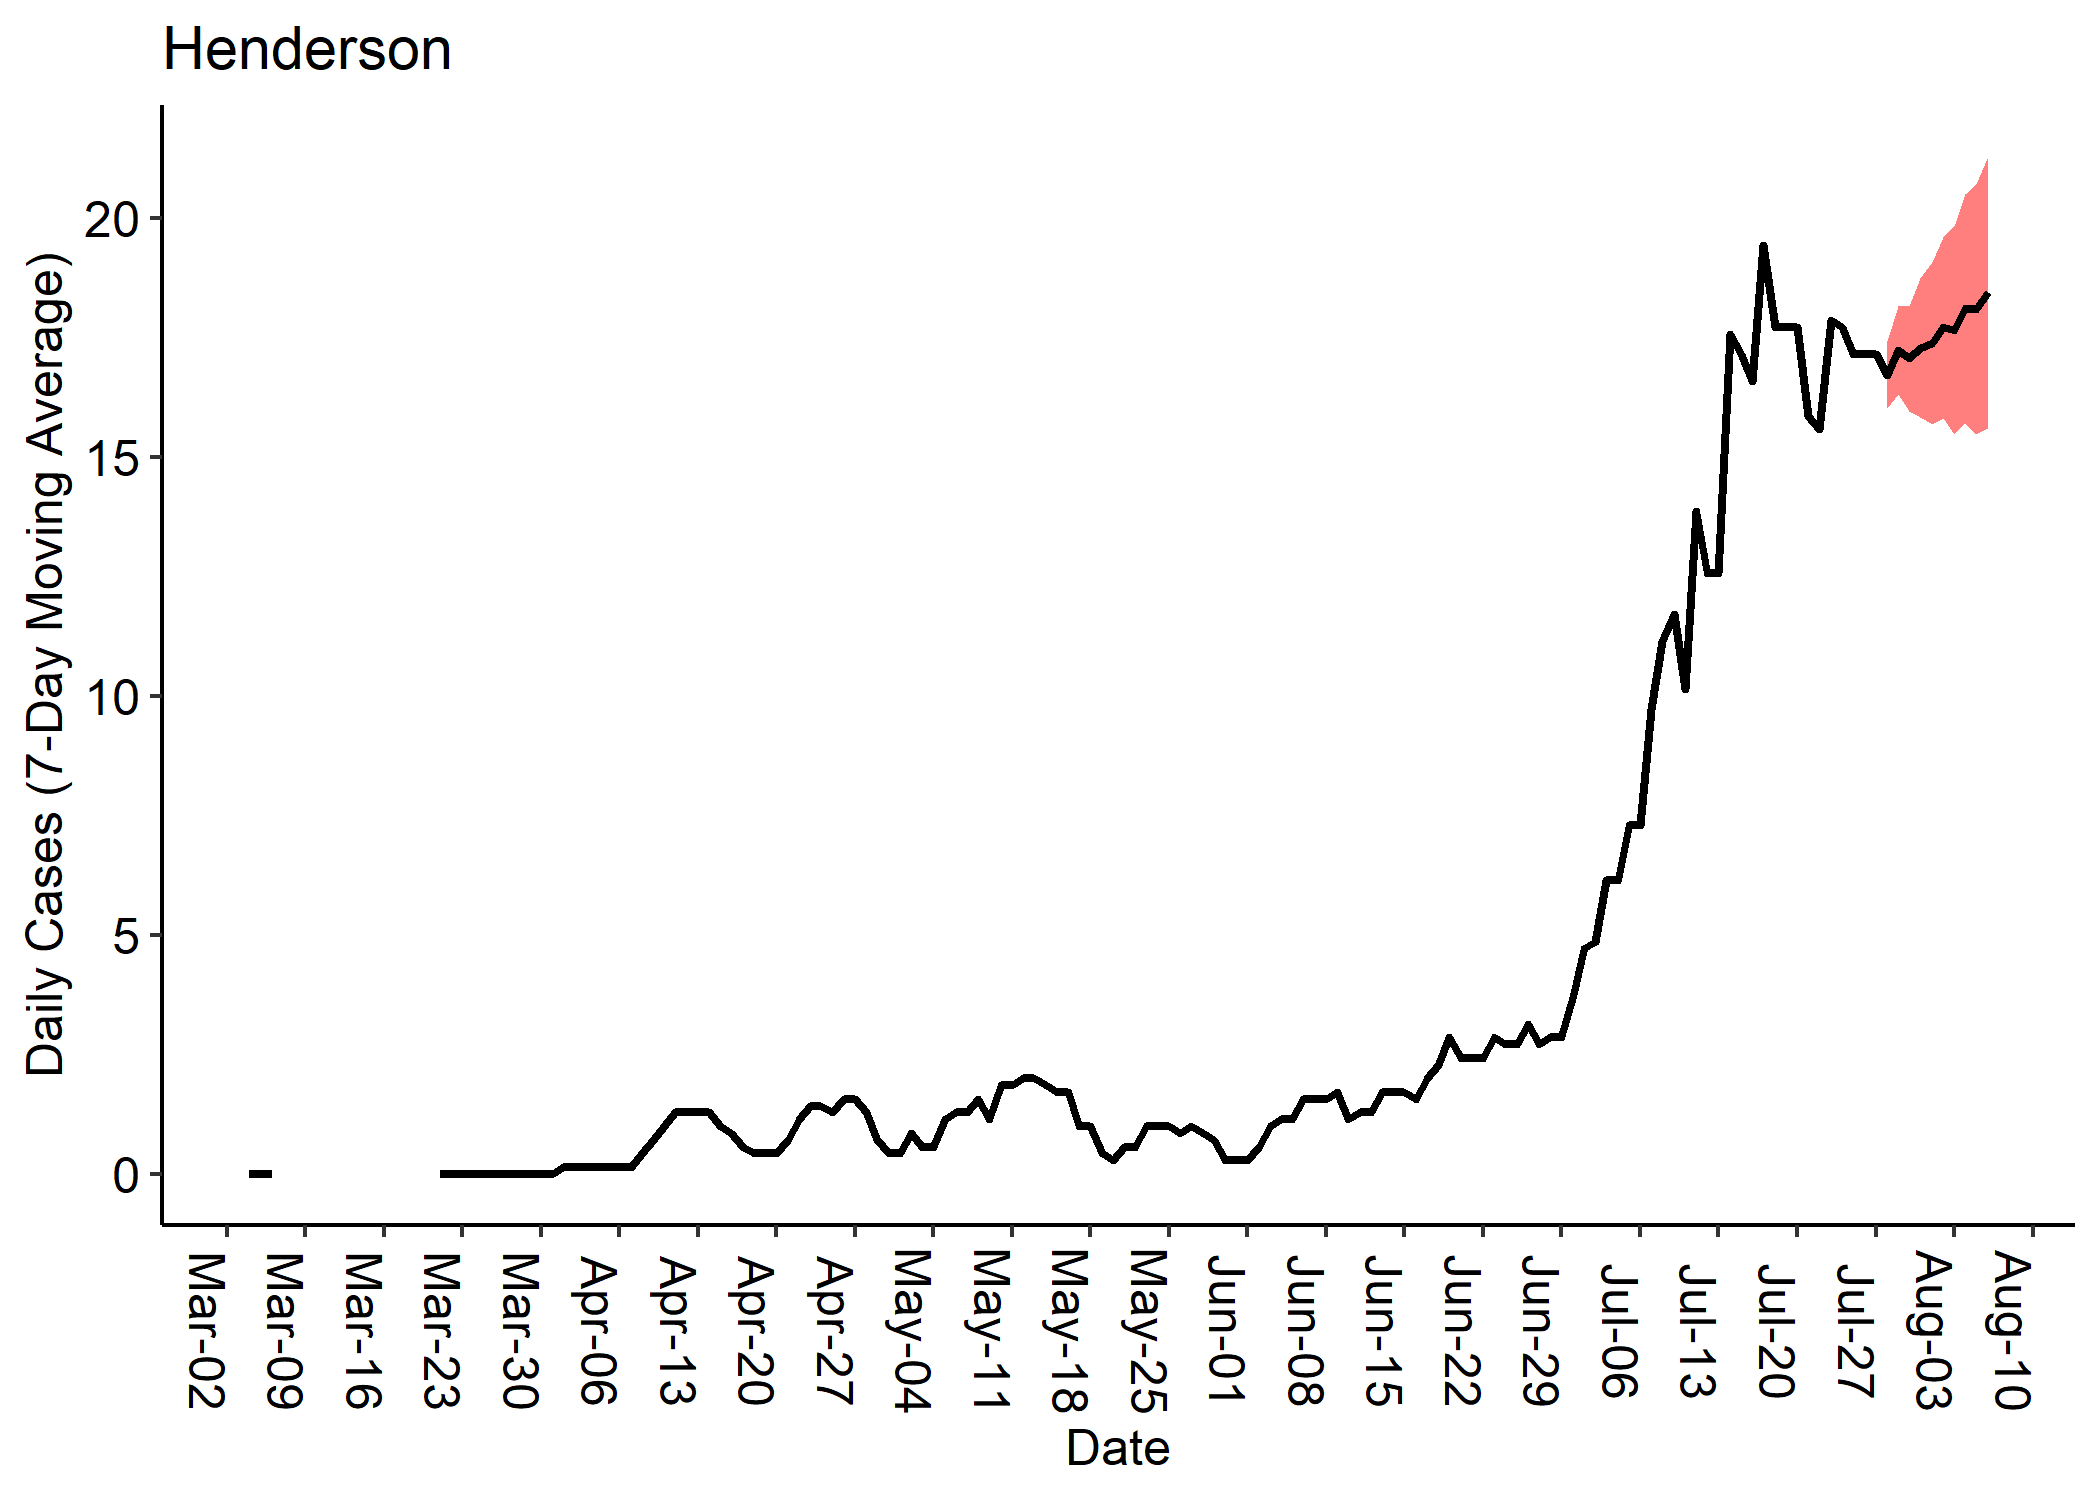 Henderson
Daily Cases (7-Day Moving Average)
20
15
10
5
0
Mar-02
Mar-09
Mar-16
Mar-23
Mar-30
Apr-06
Apr-13
Apr-20
Apr-27
May-04
May-11
May-18
May-25
Jun-01
Jun-08
Jun-15
Jun-22
Jun-29
Jul-06
Jul-13
Jul-20
Jul-27
Aug-03
Aug-10
Date